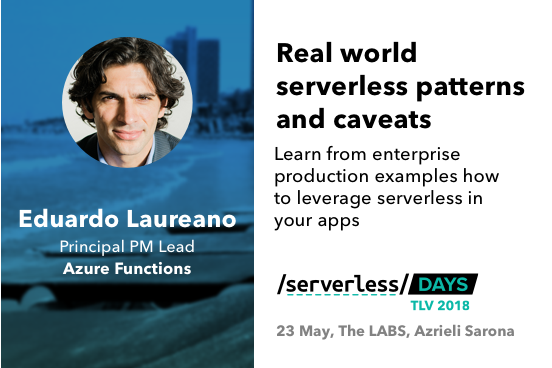 Eduardo Laureano
Principal PM Lead
Azure Functions
Real world
serverless patterns
and caveats
Learn from enterprise
production examples how
to leverage serverless in
your apps
/serverless/DAYS
TLV 2018
23 May, The LABS, Azrieli Sarona